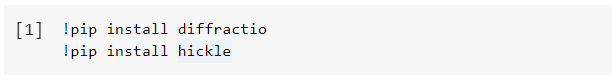 [1] !pip install diffractio
!pip install hickle